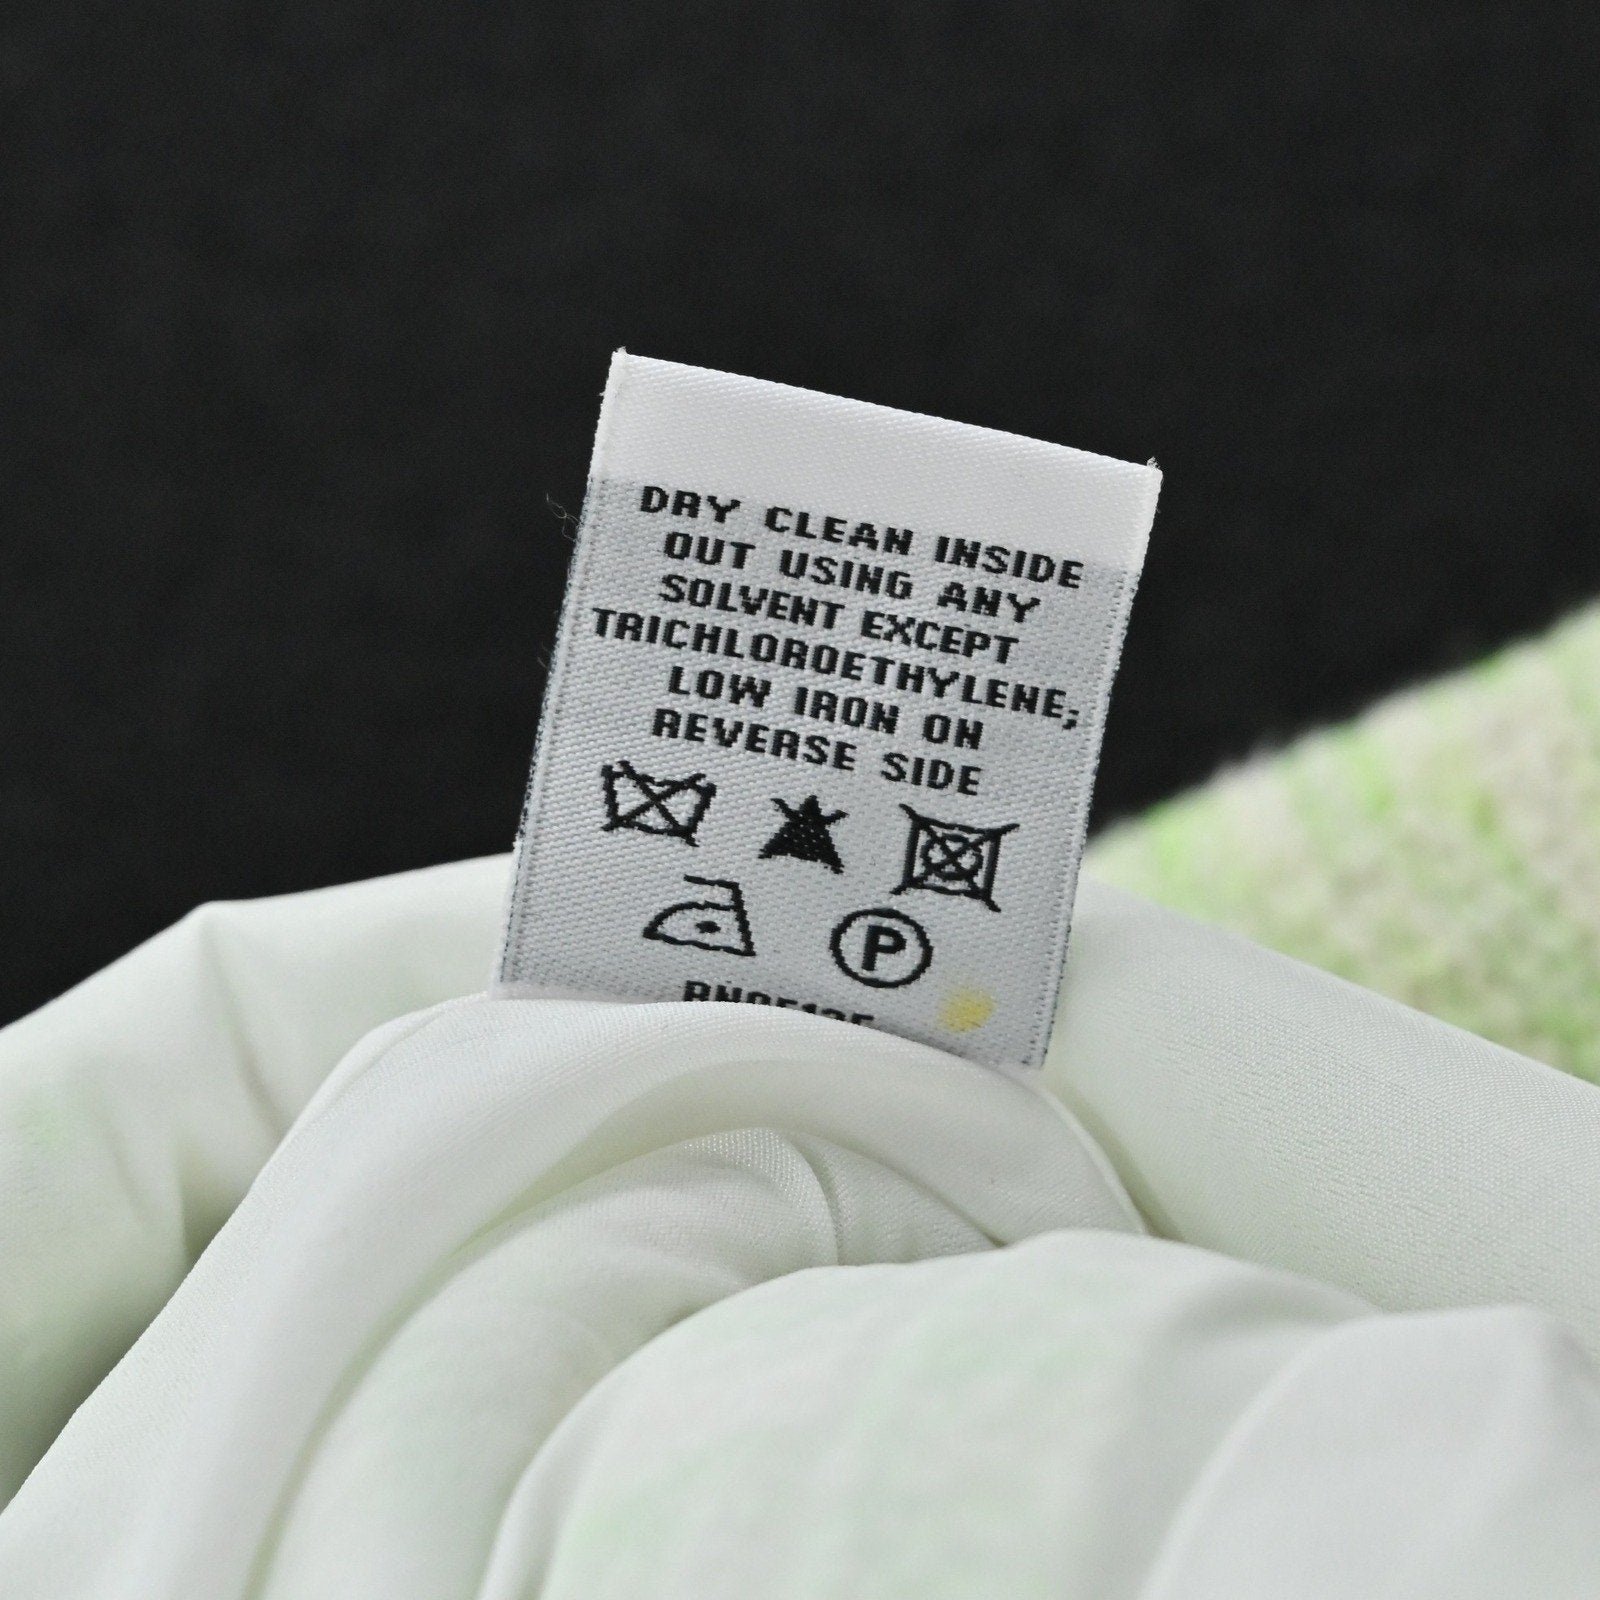 DRY CLEAN INSIDE
OUT USING ANY
SOLVENT EXCEPT
TRICHLOROETHYLENE;
LOW IRON ON
REVERSE SIDE
P